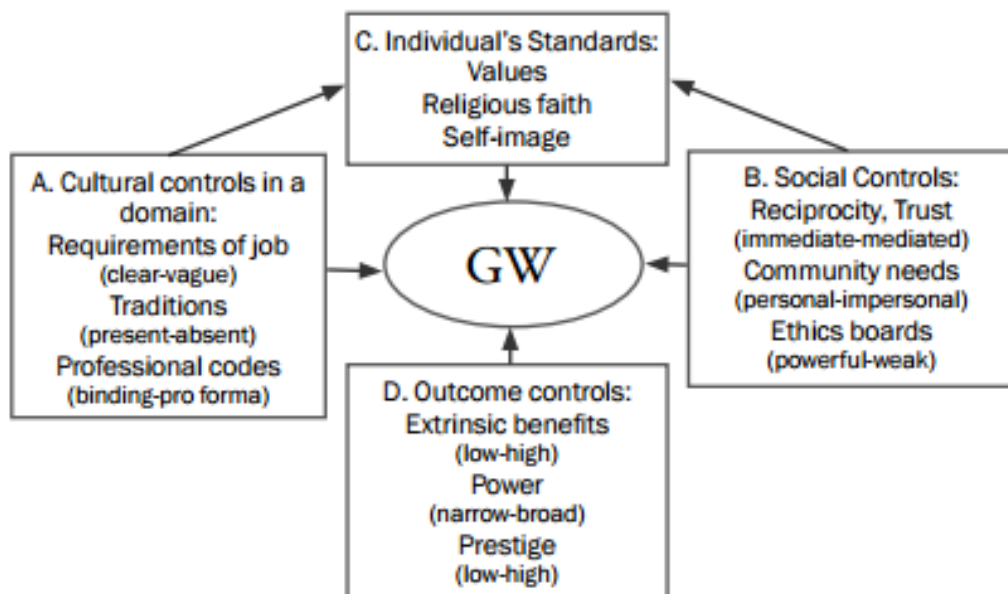 C. Individual's Standards:
Values
Religious faith
Self-image
A. Cultural controls in a
domain:
Requirements of job
(clear-vague)
Traditions
(present-absent)
Professional codes
(binding-pro forma)
GW
B. Social Controls:
Reciprocity, Trust
(immediate-mediated)
Community needs
(personal-impersonal)
Ethics boards
(powerful-weak)
D. Outcome controls:
Extrinsic benefits
(low-high)
Power
(narrow-broad)
Prestige
(low-high)